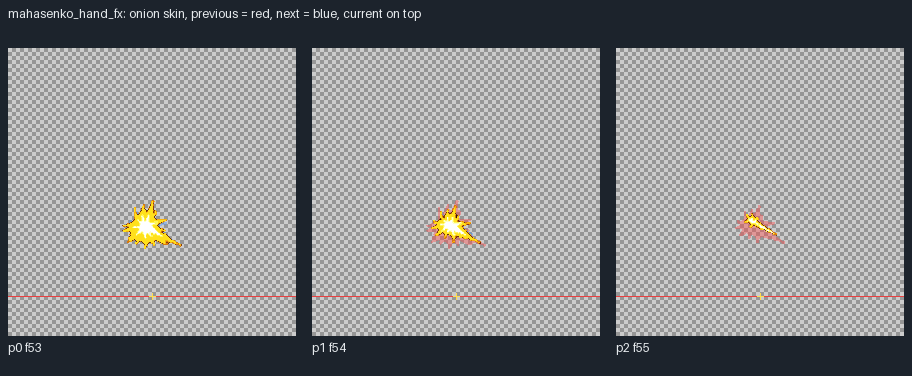 mahasenko_hand_fx: onion skin, previous = red, next = blue, current on top
p0 f53
p1 f54
p2 f55